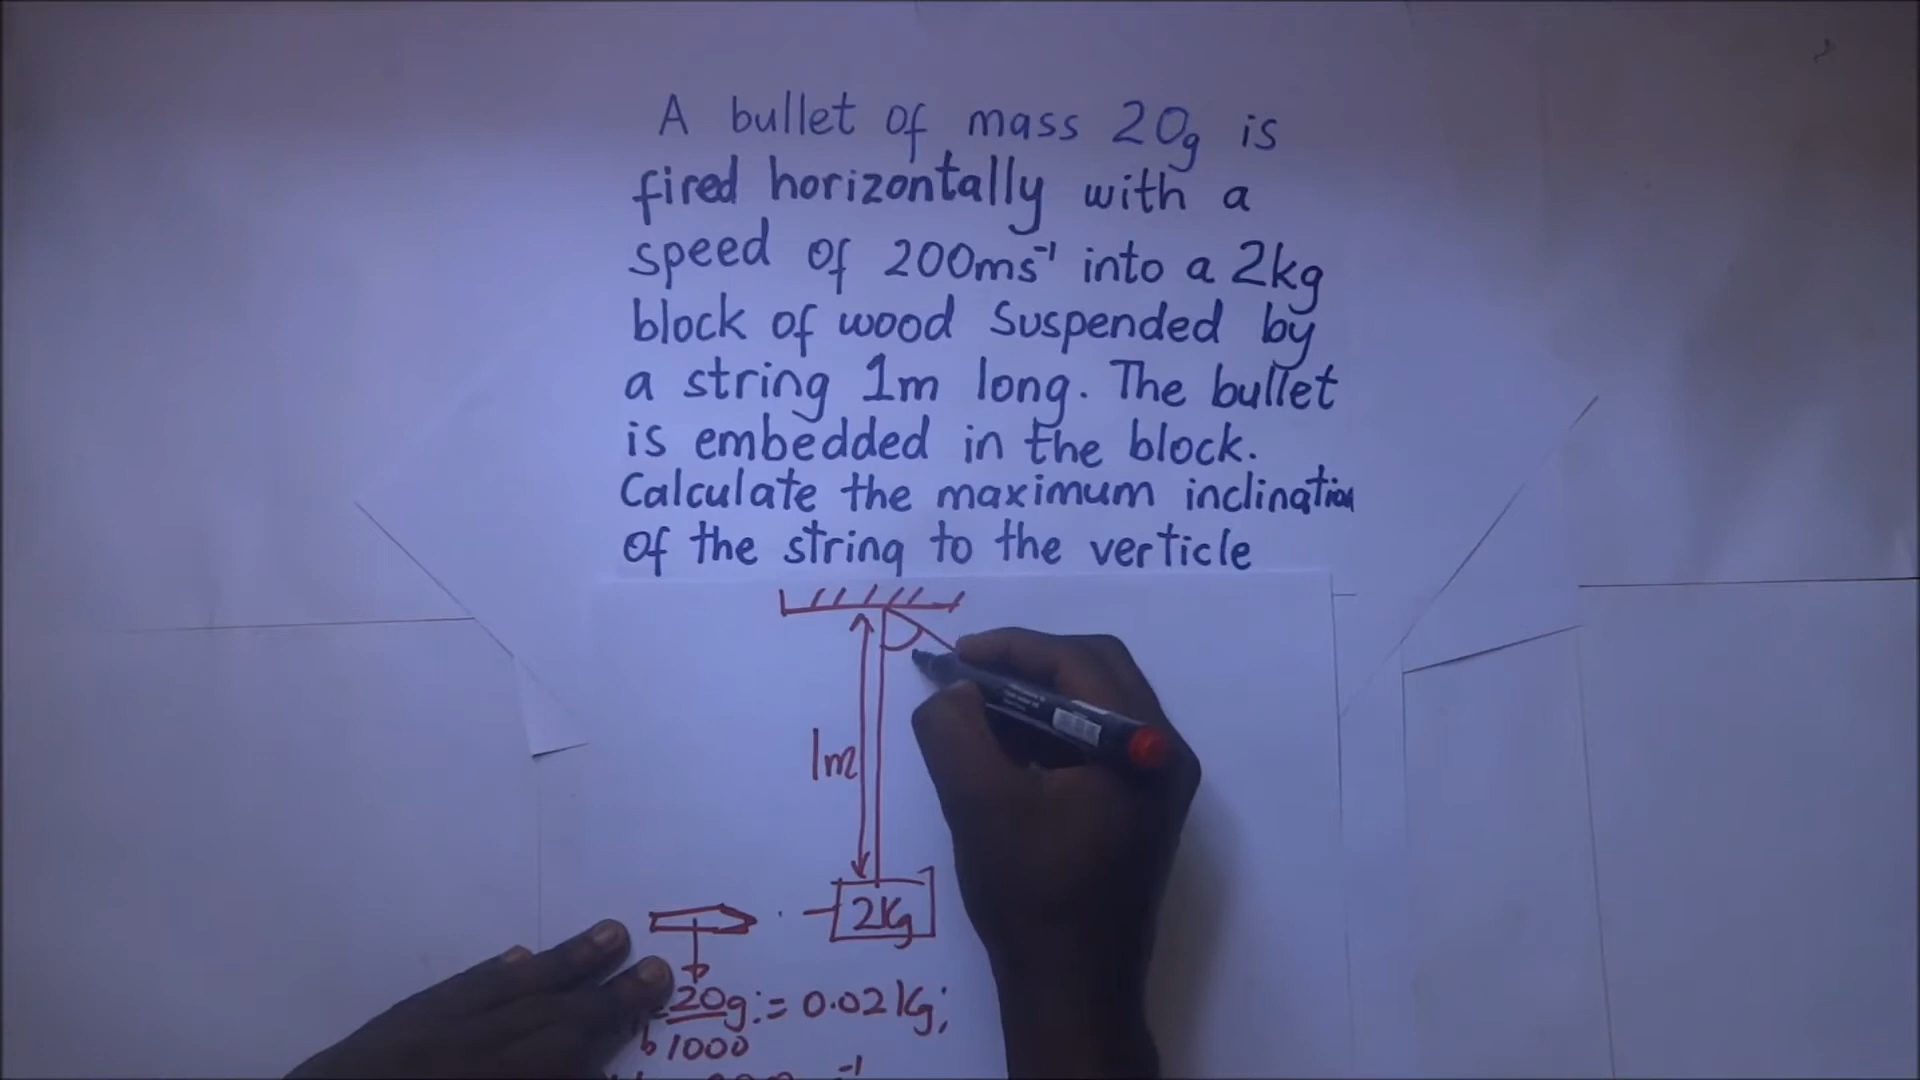 A bullet of mass 20g is
fired horizontally with a
speed of 200ms⁻¹ into a 2kg
block of wood Suspended by
a string 1m long. The bullet
is embedded in the block.
Calculate the maximum inclination
of the string to the verticle
1m
2Kg
20g := 0.02Kg;
1000